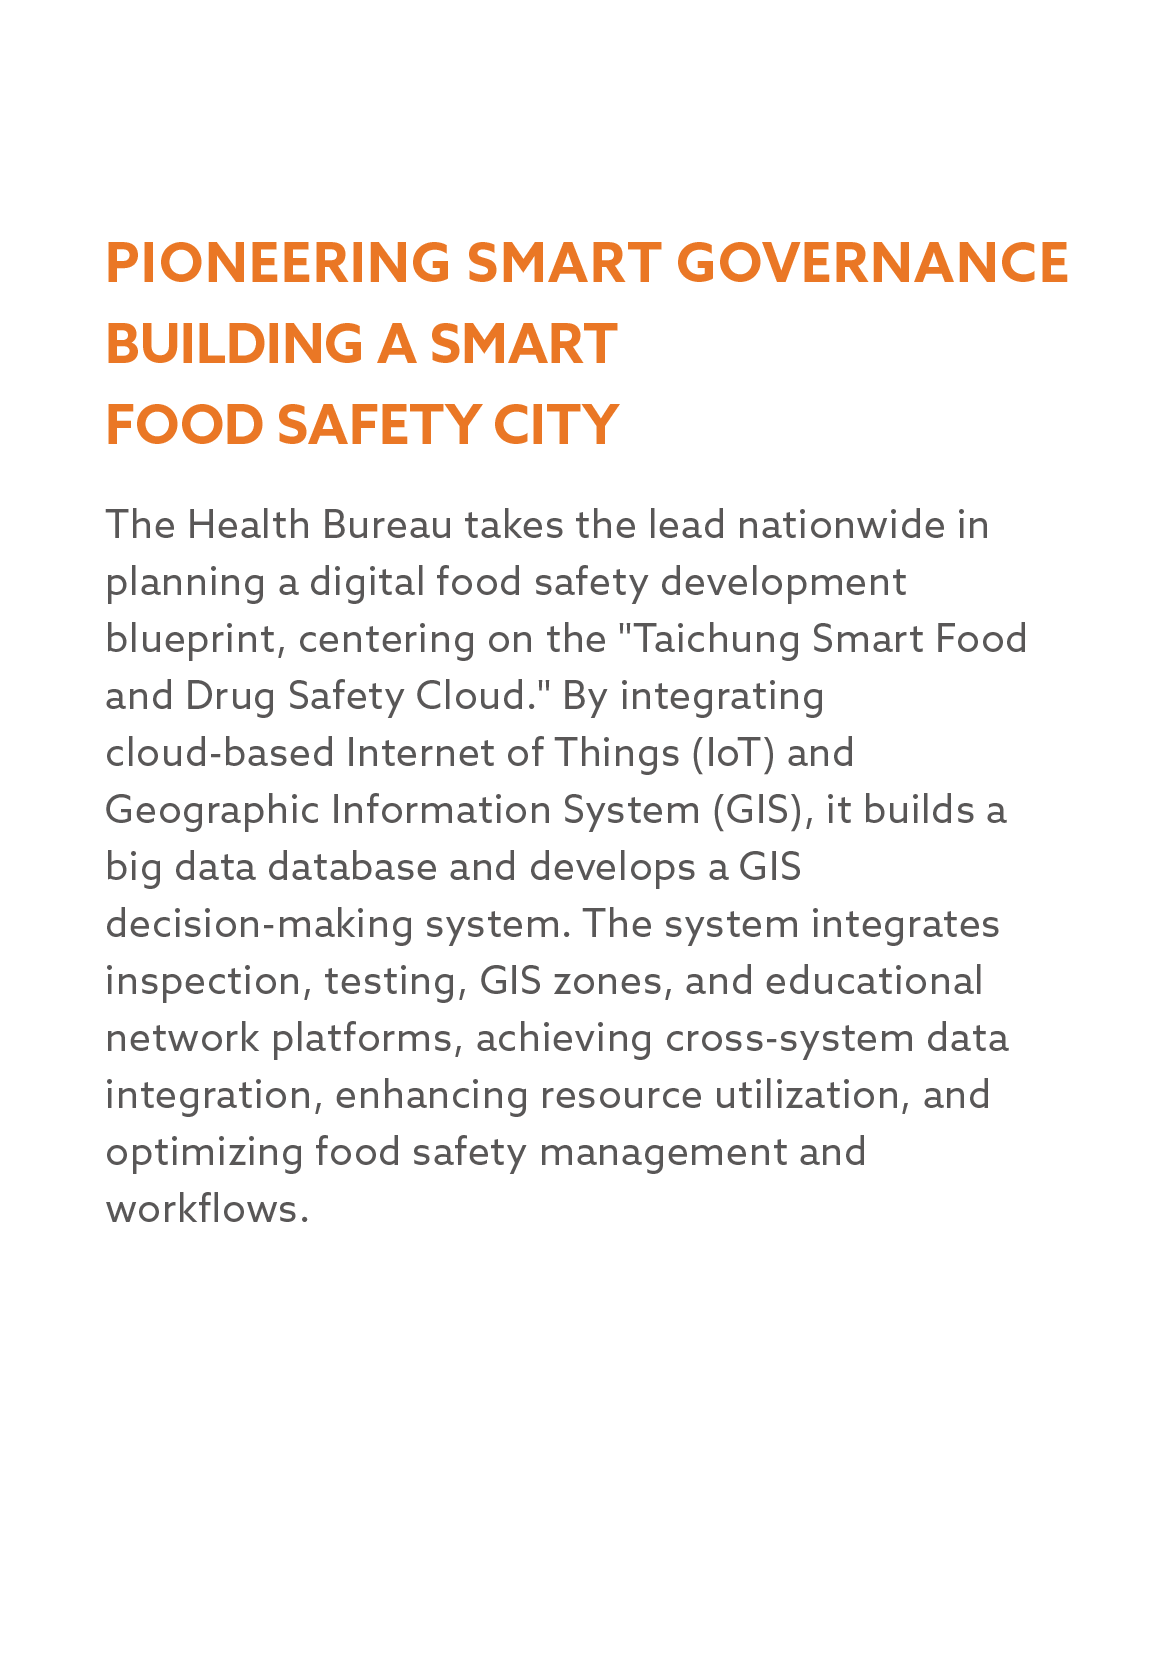 PIONEERING SMART GOVERNANCE
BUILDING A SMART
FOOD SAFETY CITY
The Health Bureau takes the lead nationwide in
planning a digital food safety development
blueprint, centering on the "Taichung Smart Food
and Drug Safety Cloud." By integrating
cloud-based Internet of Things (IoT) and
Geographic Information System (GIS), it builds a
big data database and develops a GIS
decision-making system. The system integrates
inspection, testing, GIS zones, and educational
network platforms, achieving cross-system data
integration, enhancing resource utilization, and
optimizing food safety management and
workflows.